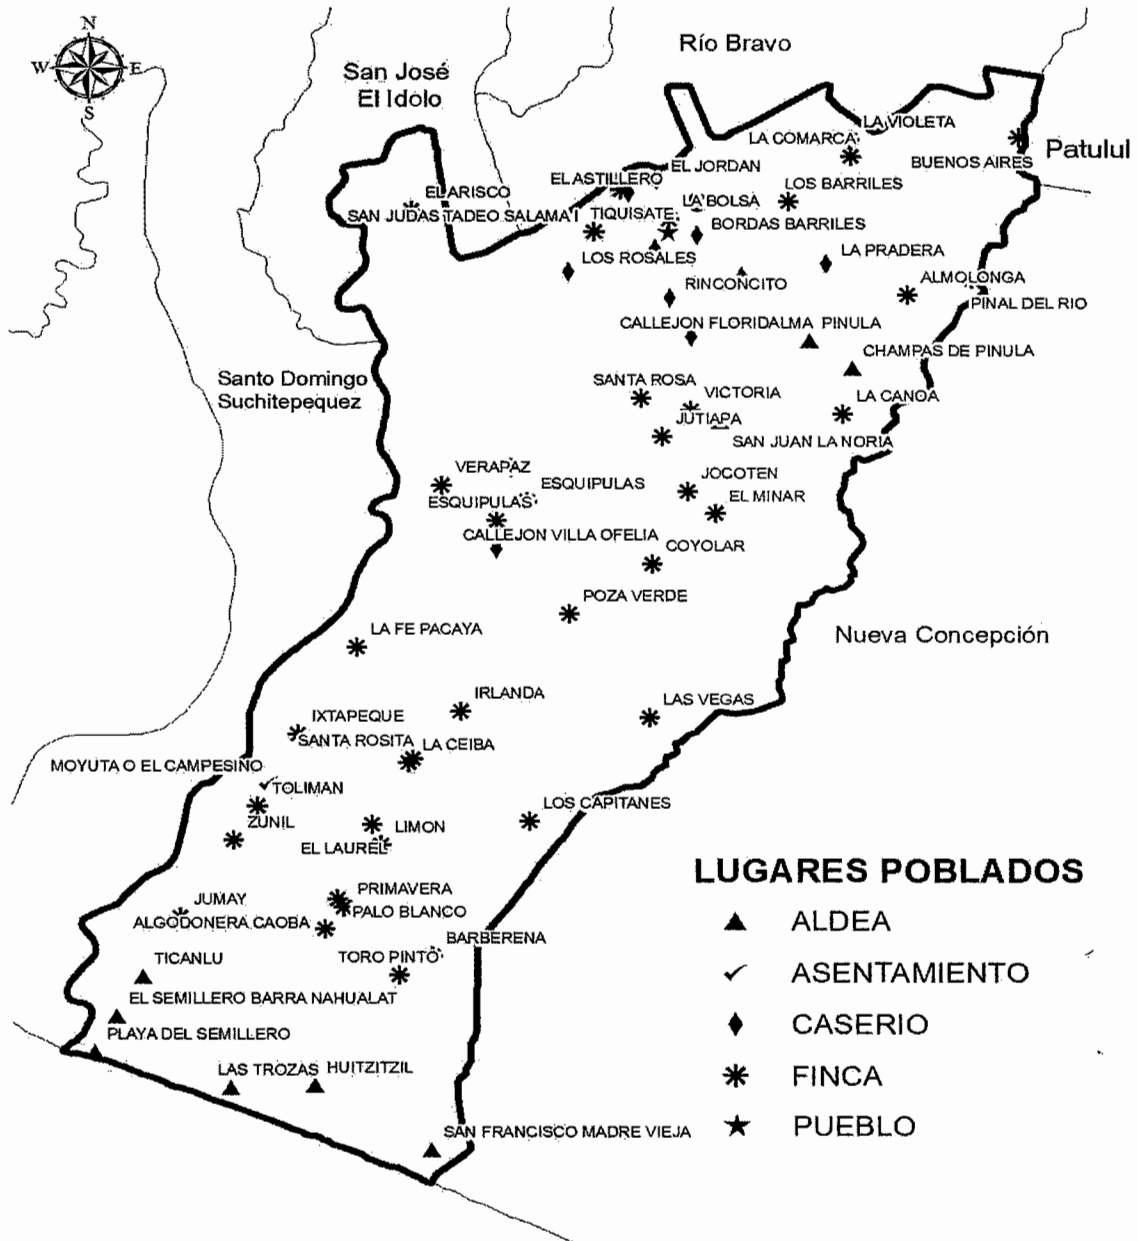 N
W E
S
Río Bravo
San José
El Idolo
LA VIOLETA
LA COMARCA
BUENOS AIRES
Patulul
EL JORDAN
EL ASTILLERO
LOS BARRILES
EL ARISCO
LA BOLSA
SAN JUDAS TADEO SALAMA
TIQUISATE
BORDAS BARRILES
LA PRADERA
LOS ROSALES
RINCONCITO
ALMOLONGA
PINAL DEL RIO
CALLEJON FLORIDALMA PINULA
CHAMPAS DE PINULA
Santo Domingo
Suchitepequez
SANTA ROSA
VICTORIA
LA CANOA
JUTIAPA
SAN JUAN LA NORIA
VERAPAZ
JOCOTEN
ESQUIPULAS
EL MINAR
ESQUIPULAS
CALLEJON VILLA OFELIA
COYOLAR
POZA VERDE
LA FE PACAYA
Nueva Concepción
IRLANDA
LAS VEGAS
IXTAPEQUE
SANTA ROSITA
LA CEIBA
MOYUTA O EL CAMPESINO
TOLIMAN
LOS CAPITANES
ZUNIL
LIMON
EL LAUREL
LUGARES POBLADOS
PRIMAVERA
JUMAY
PALO BLANCO
ALGODONERA CAOBA
ALDEA
BARBERENA
TORO PINTO
TICANLU
ASENTAMIENTO
EL SEMILLERO BARRA NAHUALAT
CASERIO
PLAYA DEL SEMILLERO
LAS TROZAS
HUITZITZIL
FINCA
PUEBLO
SAN FRANCISCO MADRE VIEJA